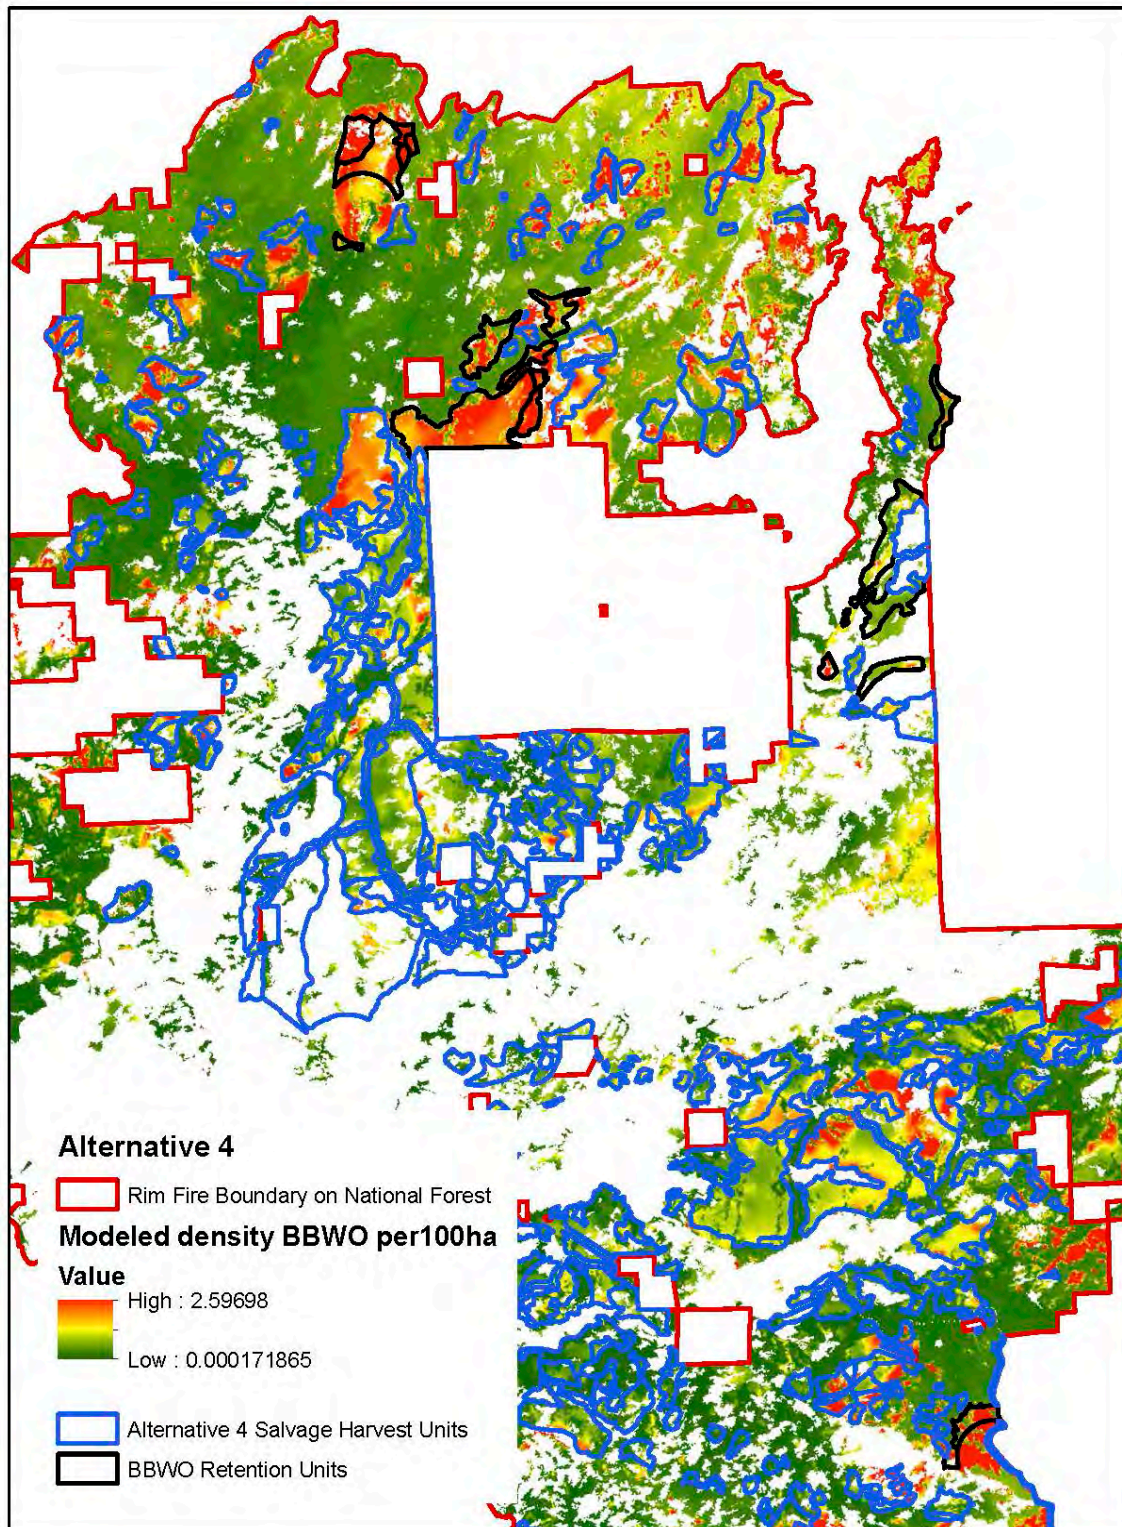 Alternative 4
Rim Fire Boundary on National Forest
Modeled density BBWO per100ha
Value
High : 2.59698
Low : 0.000171865
Alternative 4 Salvage Harvest Units
BBWO Retention Units